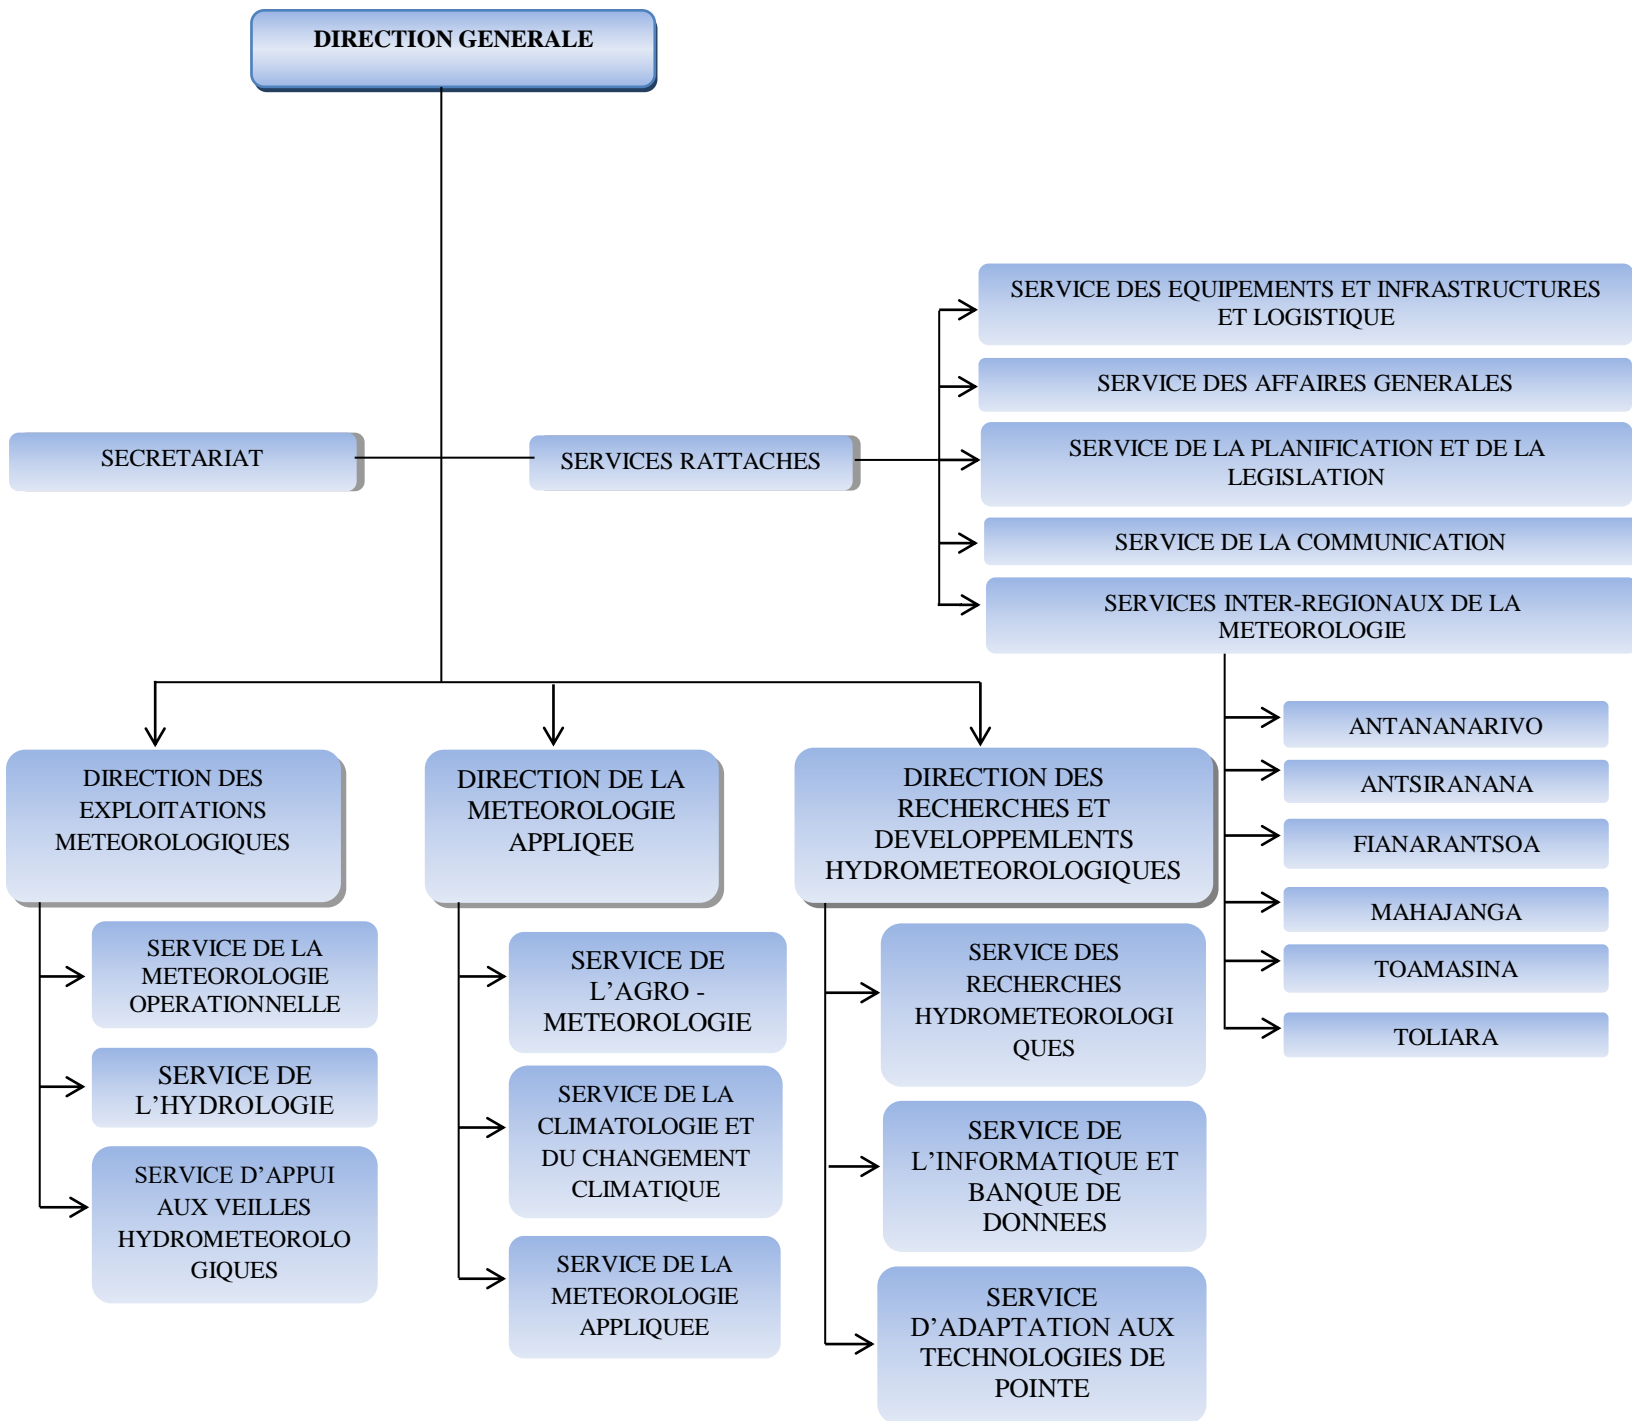 DIRECTION GENERALE
SERVICE DES EQUIPEMENTS ET INFRASTRUCTURES
ET LOGISTIQUE
SERVICE DES AFFAIRES GENERALES
SECRETARIAT
SERVICES RATTACHES
SERVICE DE LA PLANIFICATION ET DE LA
LEGISLATION
SERVICE DE LA COMMUNICATION
SERVICES INTER-REGIONAUX DE LA
METEOROLOGIE
ANTANANARIVO
ANTSIRANANA
FIANARANTSOA
MAHAJANGA
TOAMASINA
TOLIARA
DIRECTION DES
EXPLOITATIONS
METEOROLOGIQUES
SERVICE DE LA
METEOROLOGIE
OPERATIONNELLE
SERVICE DE
L’HYDROLOGIE
SERVICE D’APPUI
AUX VEILLES
HYDROMETEOROLO
GIQUES
DIRECTION DE LA
METEOROLOGIE
APPLIQEE
SERVICE DE
L’AGRO -
METEOROLOGIE
SERVICE DE LA
CLIMATOLOGIE ET
DU CHANGEMENT
CLIMATIQUE
SERVICE DE LA
METEOROLOGIE
APPLIQUEE
DIRECTION DES
RECHERCHES ET
DEVELOPPEMLENTS
HYDROMETEOROLOGIQUES
SERVICE DES
RECHERCHES
HYDROMETEOROLOGI
QUES
SERVICE DE
L’INFORMATIQUE ET
BANQUE DE
DONNEES
SERVICE
D’ADAPTATION AUX
TECHNOLOGIES DE
POINTE